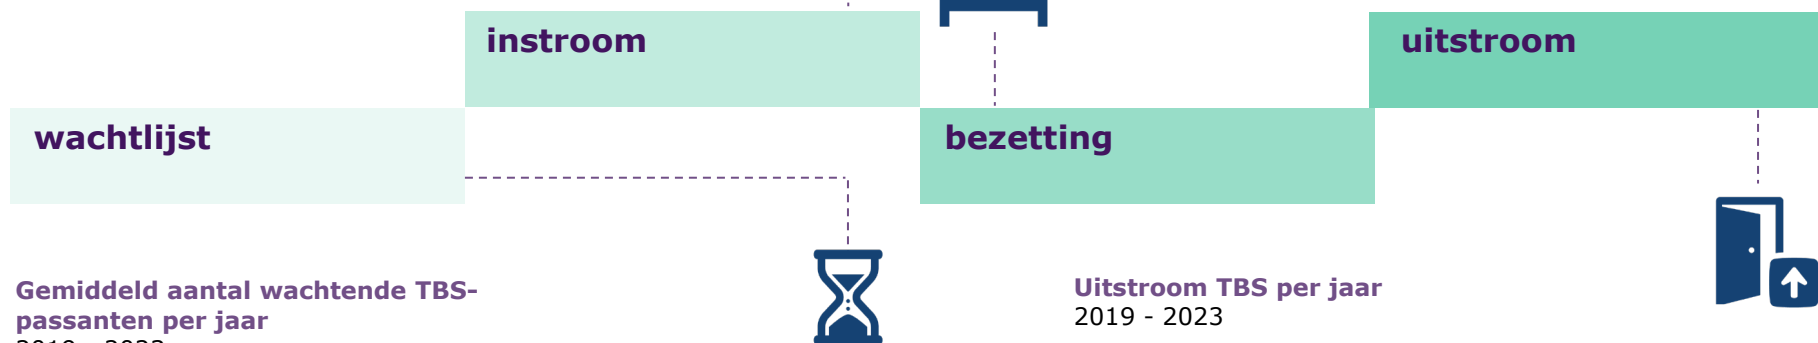 instroom
uitstroom
wachtlijst
bezetting
Gemiddeld aantal wachtende TBS-
passanten per jaar
Uitstroom TBS per jaar
2019 - 2023